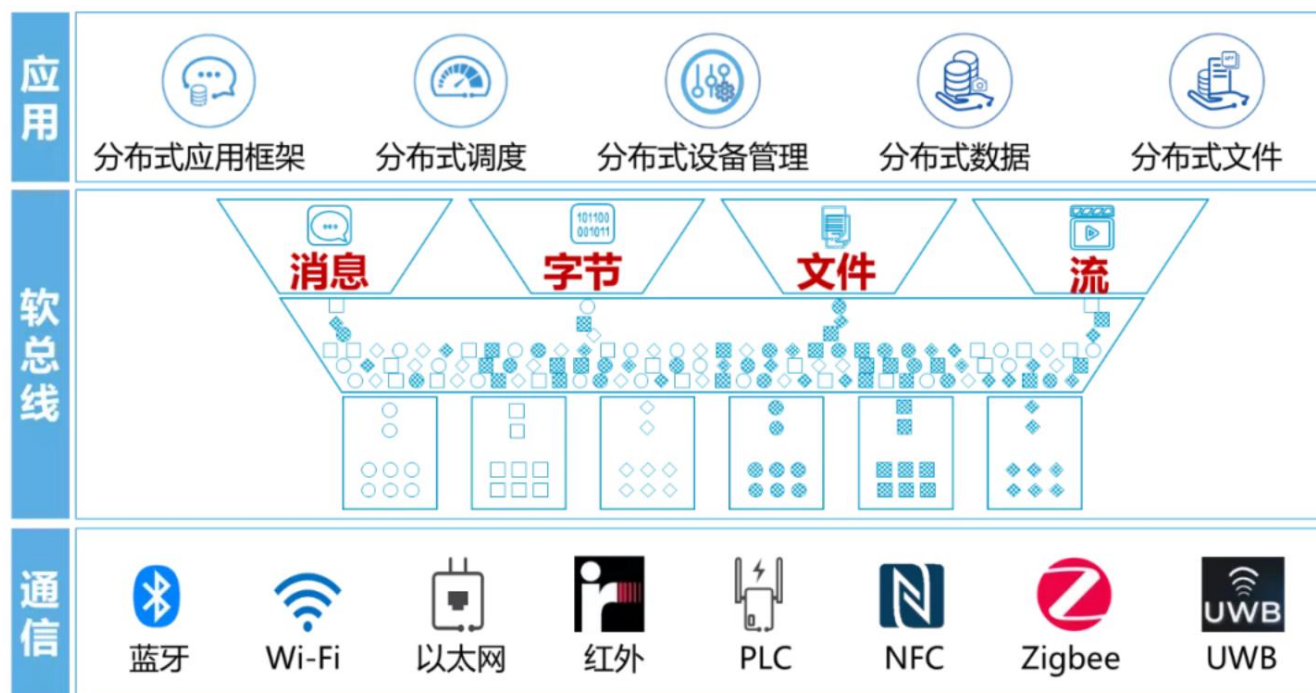 应用
分布式应用框架
分布式调度
分布式设备管理
分布式数据
分布式文件
软总线
消息
101100
001011
字节
文件
流
通信
蓝牙
Wi-Fi
以太网
ir
红外
PLC
NFC
Zigbee
UWB
UWB